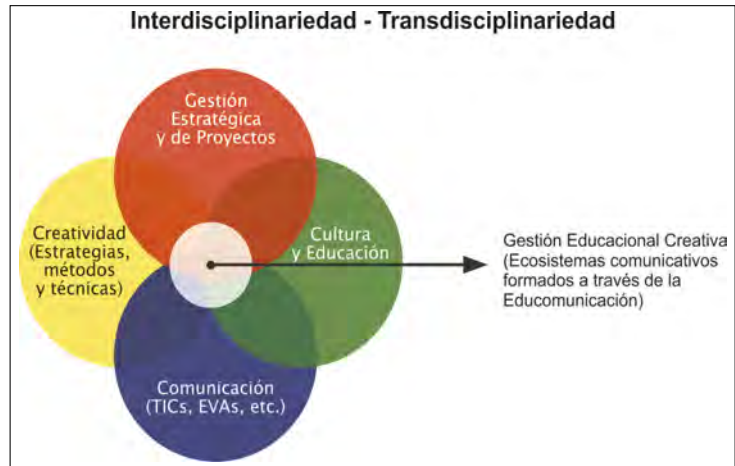 Interdisciplinariedad - Transdisciplinariedad
Gestión
Estratégica
y de Proyectos
Creatividad
(Estrategias,
métodos
y técnicas)
Cultura
y Educación
Gestión Educacional Creativa
(Ecosistemas comunicativos
formados a través de la
Educomunicación)
Comunicación
(TICs, EVAs, etc.)